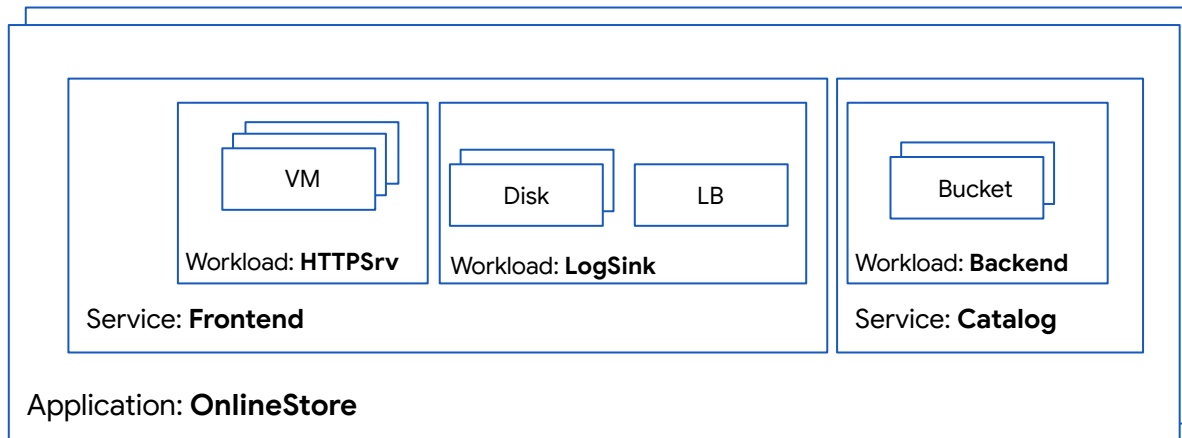 VM
Disk
LB
Bucket
Workload: HTTPSrv
Workload: LogSink
Workload: Backend
Service: Frontend
Service: Catalog
Application: OnlineStore